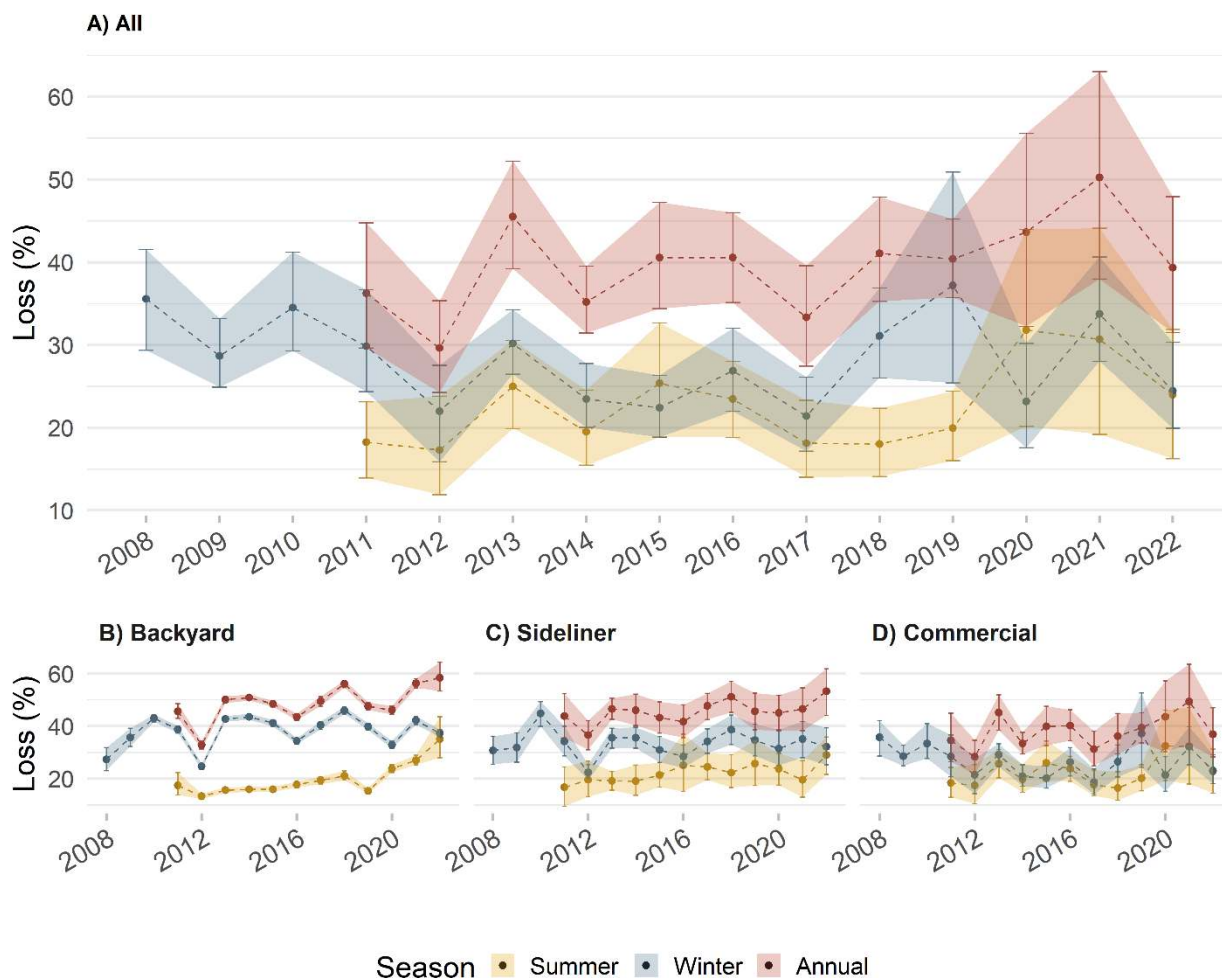 A) All
Loss (%)
60
50
40
30
20
10
2008 2009 2010 2011 2012 2013 2014 2015 2016 2017 2018 2019 2020 2021 2022
B) Backyard C) Sideliner D) Commercial
Loss (%)
60
40
20
2008 2012 2016 2020 2008 2012 2016 2020 2008 2012 2016 2020
Season Summer Winter Annual